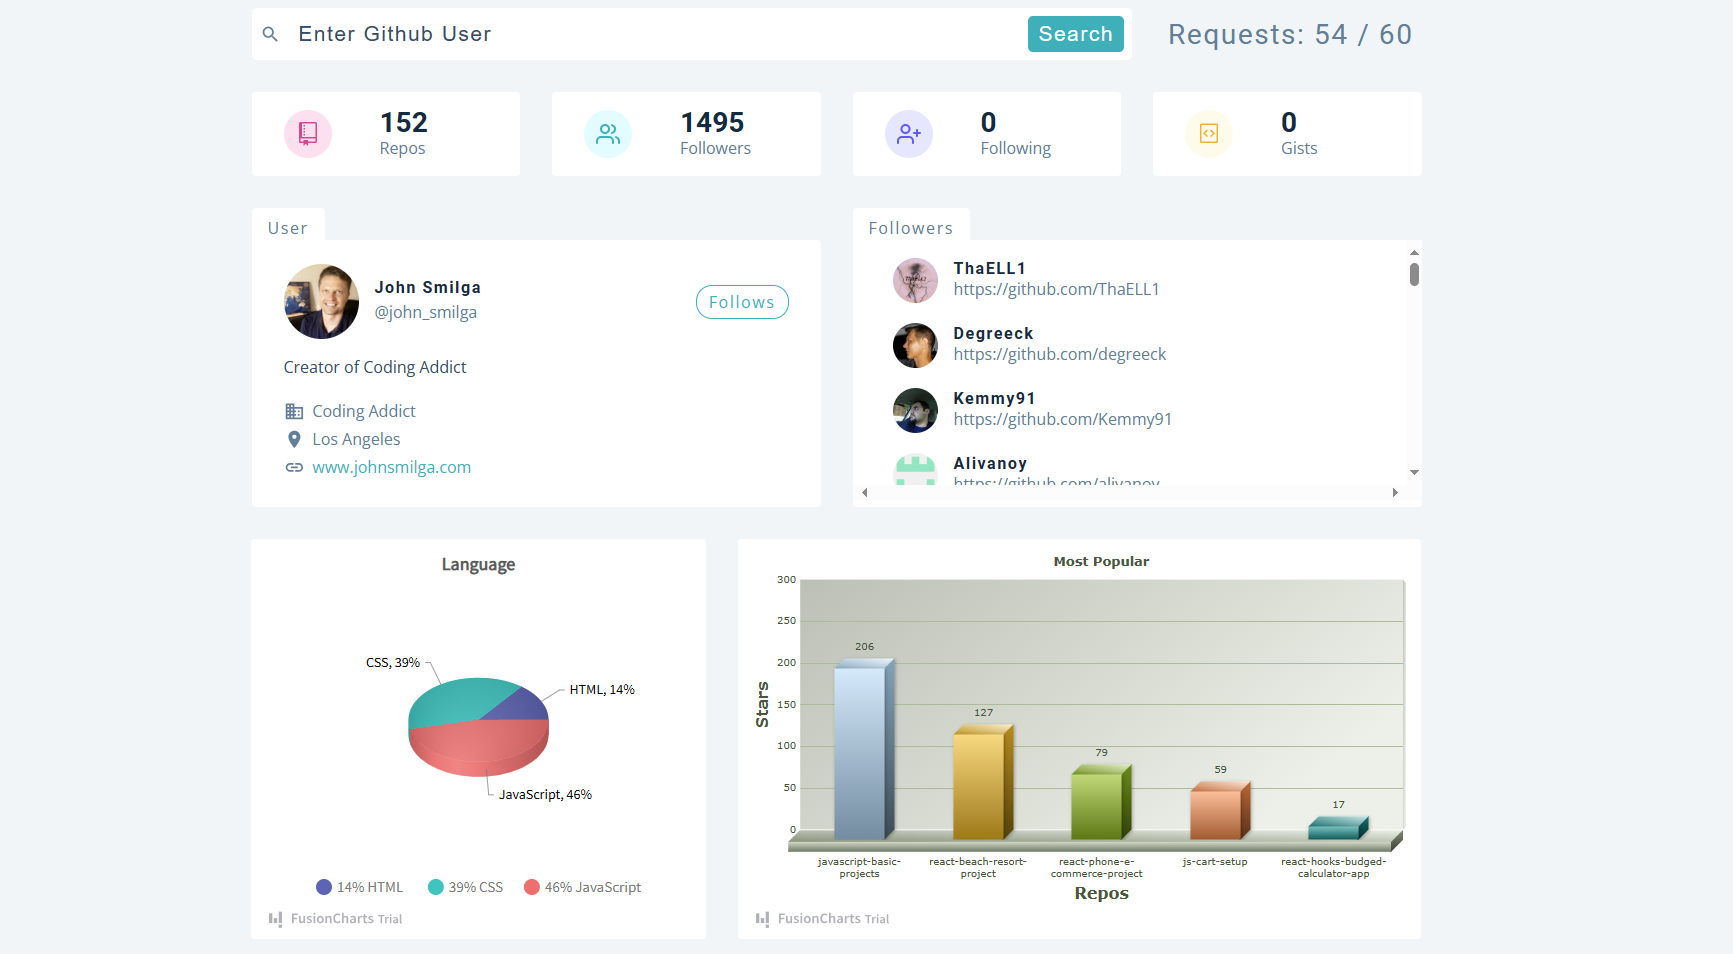 Enter Github User
Search
Requests: 54 / 60
152
Repos
1495
Followers
0
Following
0
Gists
User
John Smilga
@john_smilga
Follows
Creator of Coding Addict
Coding Addict
Los Angeles
www.johnsmilga.com
Followers
ThaELL1
https://github.com/ThaELL1
Degreeck
https://github.com/degreeck
Kemmy91
https://github.com/Kemmy91
Alivanoy
https://github.com/alivanoy
Language
CSS, 39%
HTML, 14%
JavaScript, 46%
14% HTML
39% CSS
46% JavaScript
FusionCharts Trial
Most Popular
Stars
300
250
200
150
100
50
0
206
127
79
59
17
javascript-basic-
projects
react-beach-resort-
project
react-phone-e-
commerce-project
js-cart-setup
react-hooks-budged-
calculator-app
Repos
FusionCharts Trial